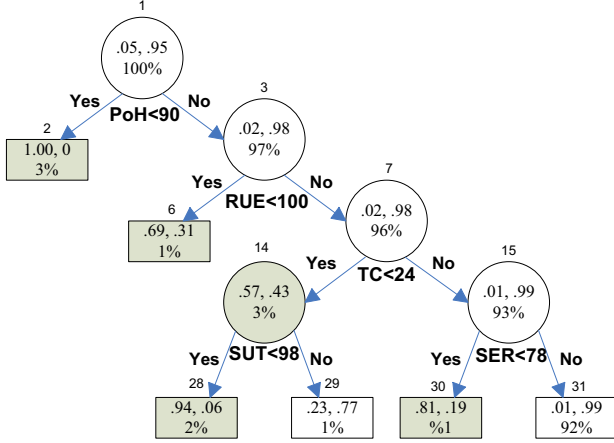 1
.05, .95
100%
Yes
No
PoH<90
2
1.00, 0
3%
3
.02, .98
97%
Yes
No
RUE<100
6
.69, .31
1%
7
.02, .98
96%
Yes
No
TC<24
14
.57, .43
3%
15
.01, .99
93%
Yes
No
SUT<98
Yes
No
SER<78
28
.94, .06
2%
29
.23, .77
1%
30
.81, .19
%1
31
.01, .99
92%